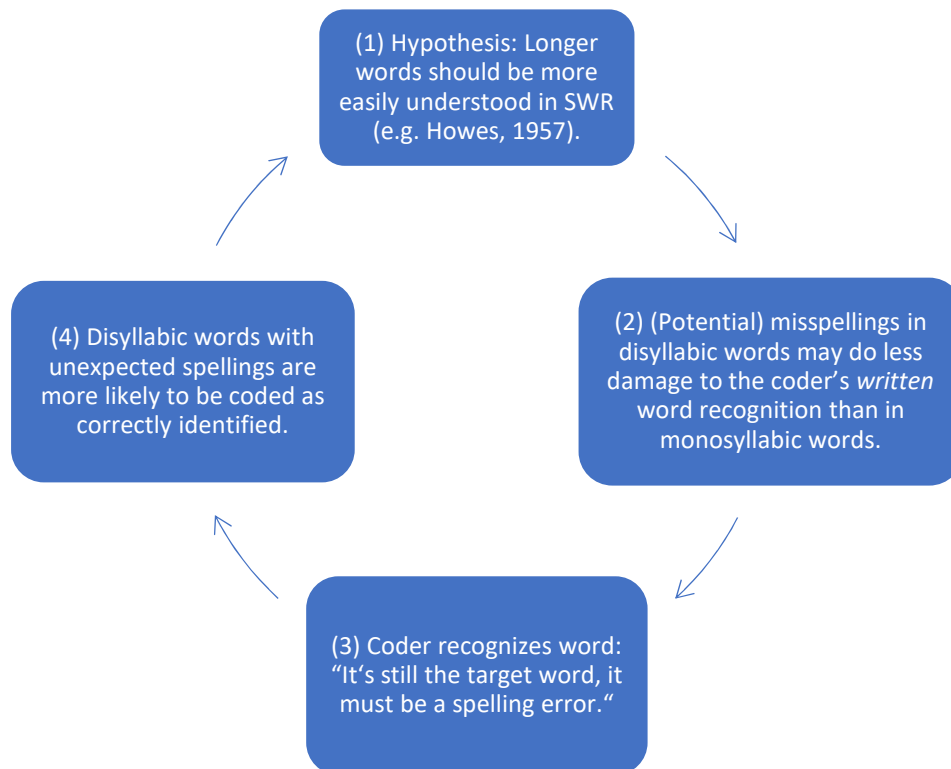 (1) Hypothesis: Longer
words should be more
easily understood in SWR
(e.g. Howes, 1957).
(2) (Potential) misspellings in
disyllabic words may do less
damage to the coder’s written
word recognition than in
monosyllabic words.
(3) Coder recognizes word:
“It‘s still the target word, it
must be a spelling error.“
(4) Disyllabic words with
unexpected spellings are
more likely to be coded as
correctly identified.